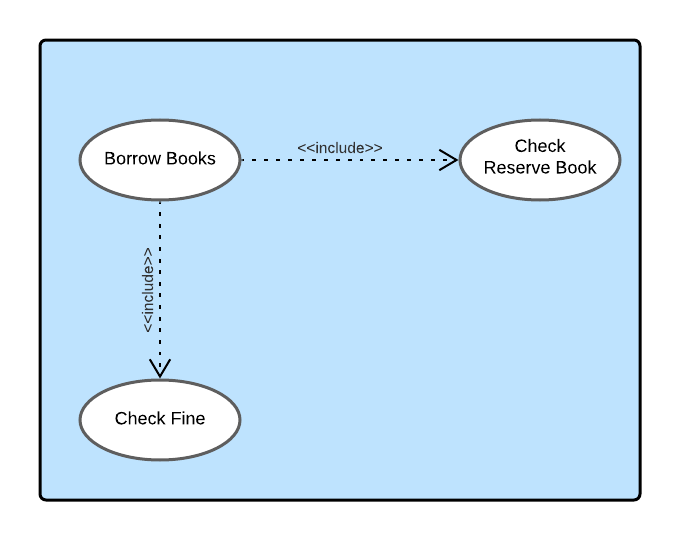 Borrow Books
<<include>>
Check
Reserve Book
<<include>>
Check Fine